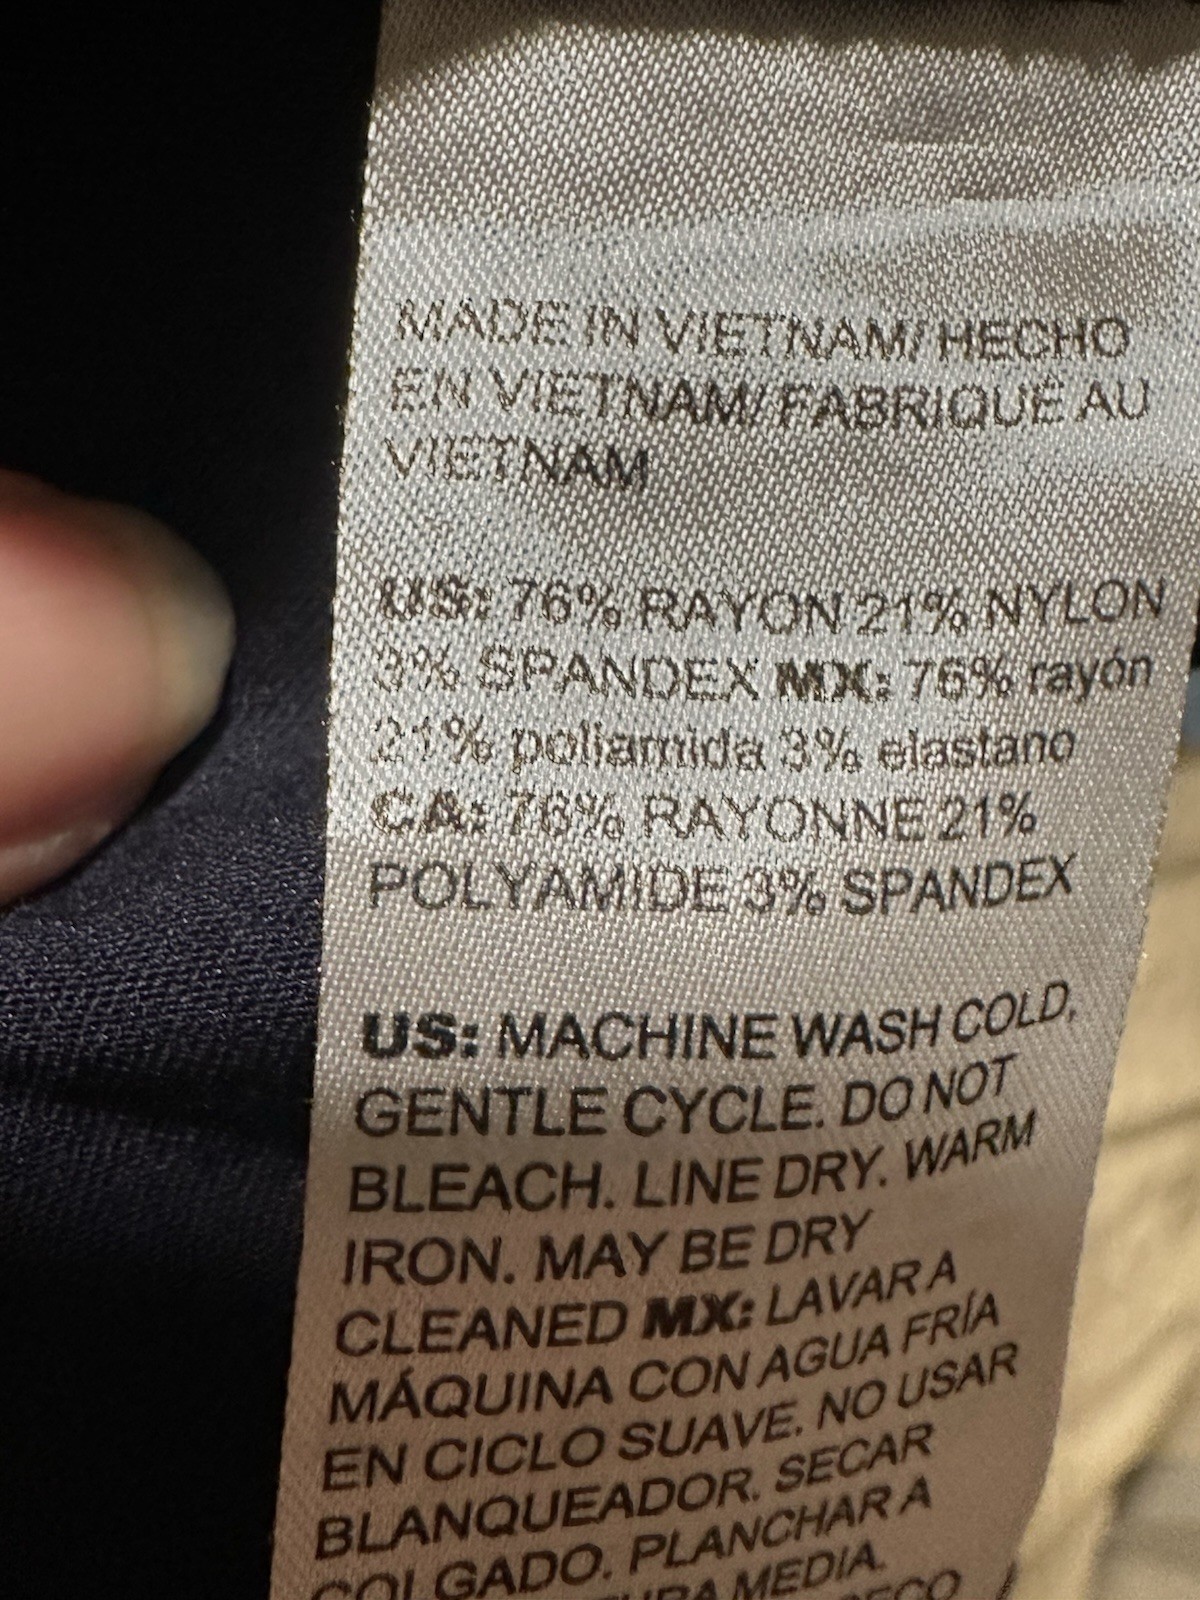 MADE IN VIETNAM/ HECHO
EN VIETNAM/ FABRIQUÉ AU
VIETNAM
US: 76% RAYON 21% NYLON
3% SPANDEX MX: 76% rayón
21% poliamida 3% elastano
CA: 76% RAYONNE 21%
POLYAMIDE 3% SPANDEX
US: MACHINE WASH COLD,
GENTLE CYCLE. DO NOT
BLEACH. LINE DRY. WARM
IRON. MAY BE DRY
CLEANED MX: LAVAR A
MÁQUINA CON AGUA FRÍA
EN CICLO SUAVE. NO USAR
BLANQUEADOR. SECAR
COLGADO. PLANCHAR A
MEDIA.